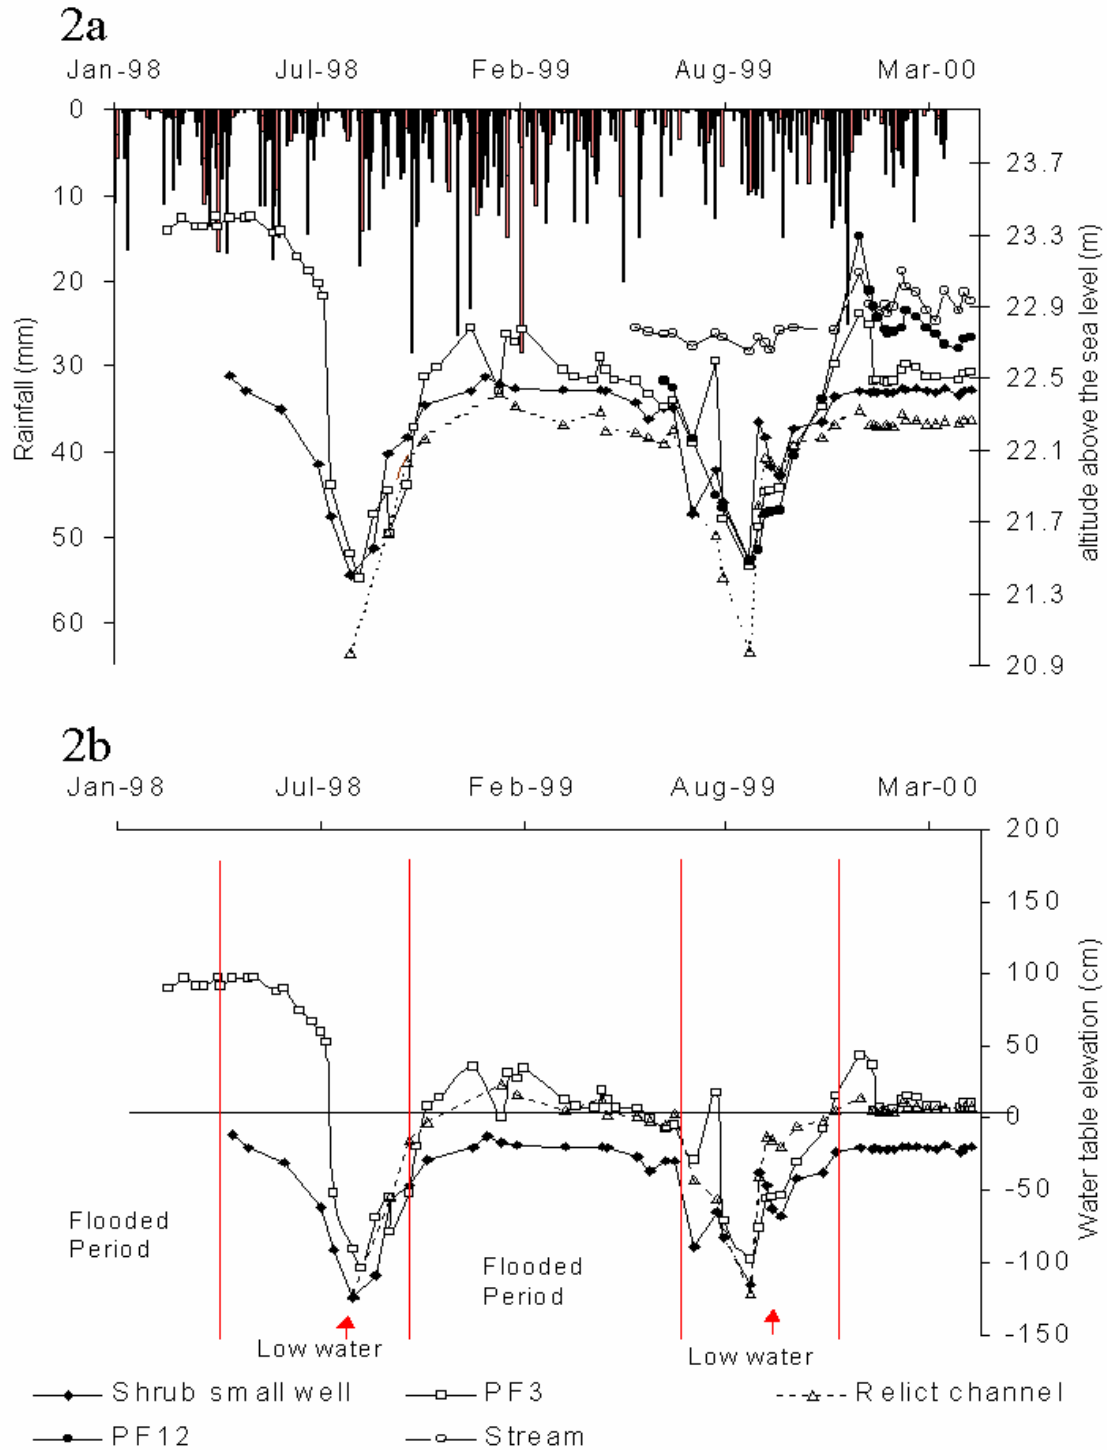 2a
Jan-98 Jul-98 Feb-99 Aug-99 Mar-00
0
10
20
30
40
50
60
Rainfall (mm)
23.7
23.3
22.9
22.5
22.1
21.7
21.3
20.9
altitude above the sea level (m)
2b
Jan-98 Jul-98 Feb-99 Aug-99 Mar-00
200
150
100
50
0
-50
-100
-150
Water table elevation (cm)
Flooded
Period
Flooded
Period
Low water
Low water
Shrub small well PF3 Relict channel
PF12 Stream